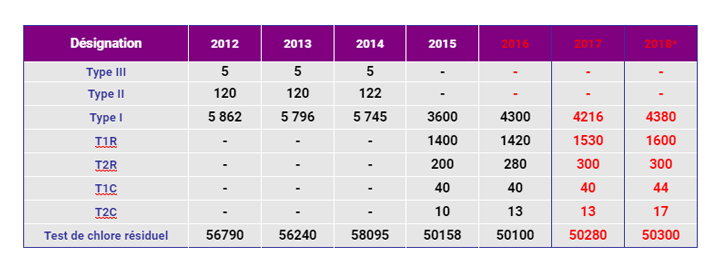 Désignation 2012 2013 2014 2015 2016 2017 2018*
Type III 5 5 5 - - - -
Type II 120 120 122 - - - -
Type I 5 862 5 796 5 745 3600 4300 4216 4380
T1R - - - 1400 1420 1530 1600
T2R - - - 200 280 300 300
T1C - - - 40 40 40 44
T2C - - - 10 13 13 17
Test de chlore résiduel 56790 56240 58095 50158 50100 50280 50300